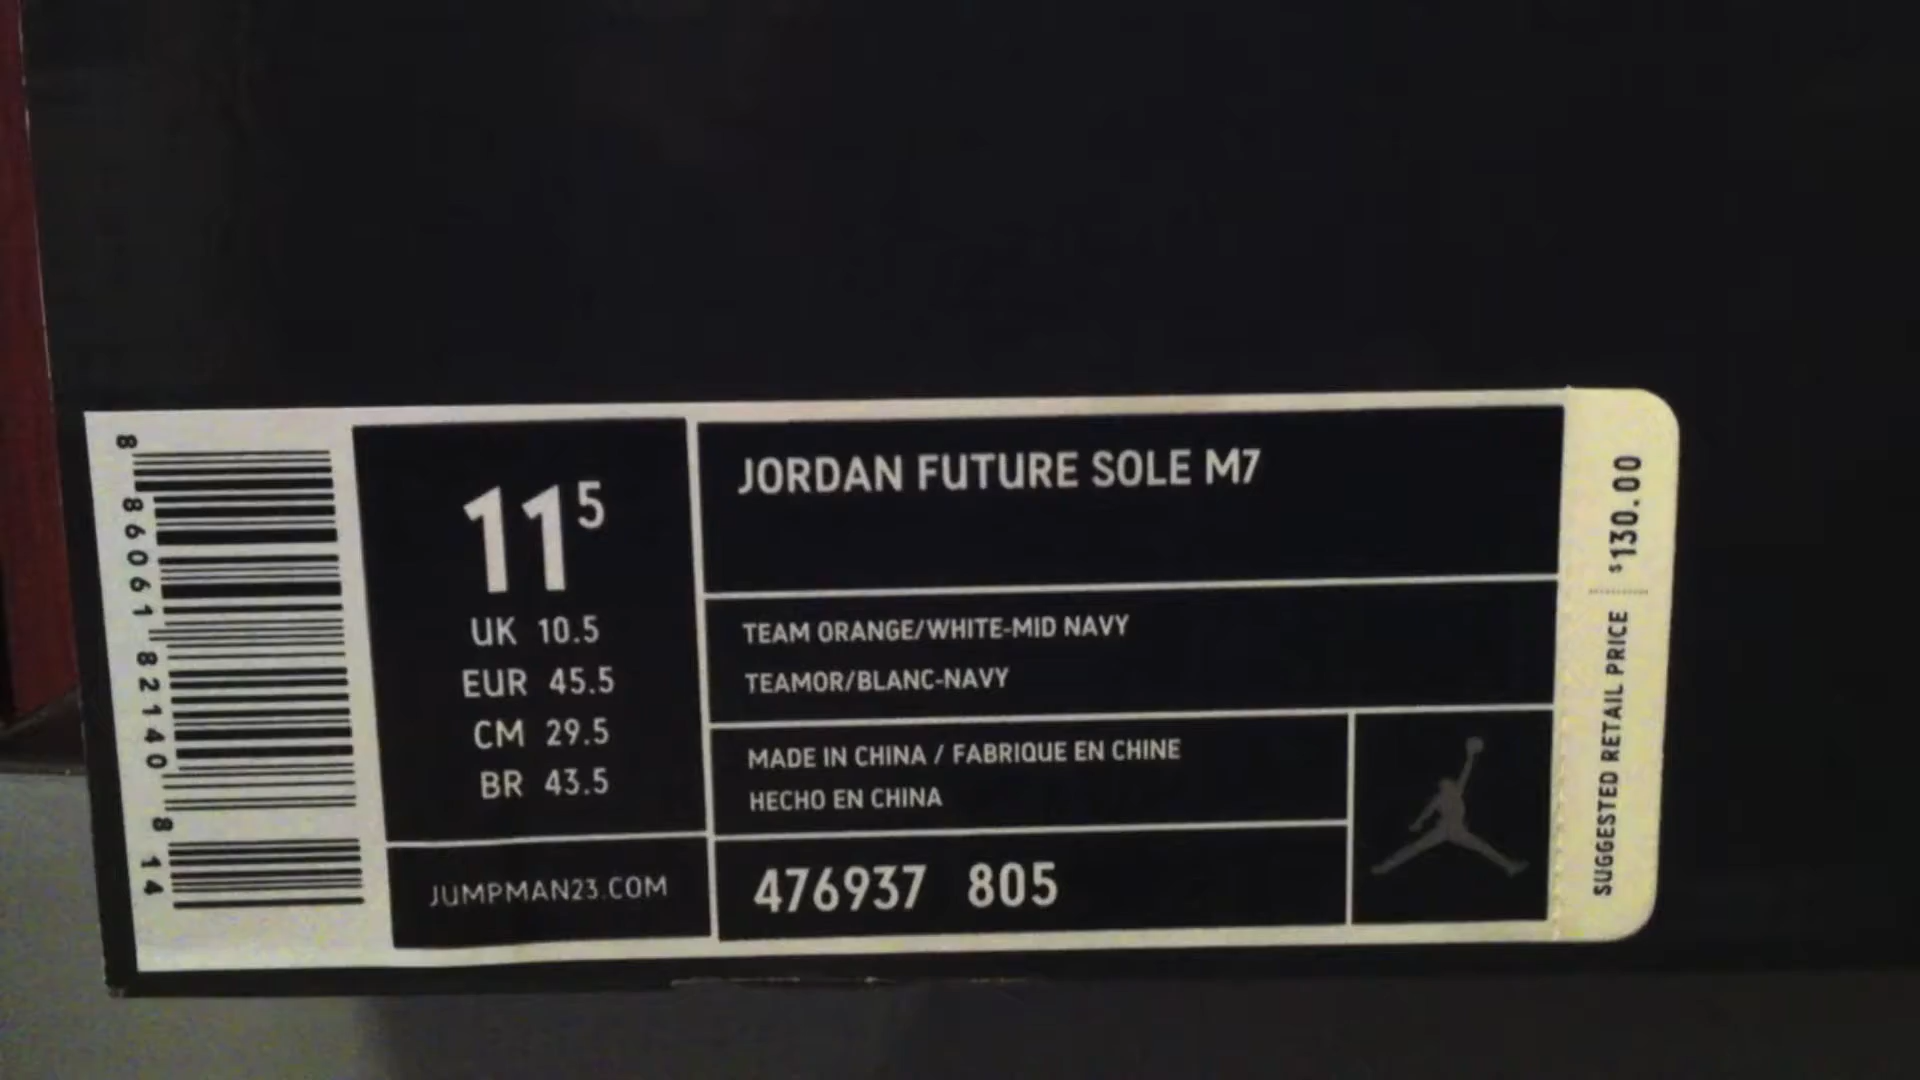 8 86061 82140 8 14
11 5
UK 10.5
EUR 45.5
CM 29.5
BR 43.5
JUMPMAN23.COM
JORDAN FUTURE SOLE M7
TEAM ORANGE/WHITE-MID NAVY
TEAMOR/BLANC-NAVY
MADE IN CHINA / FABRIQUE EN CHINE
HECHO EN CHINA
476937 805
SUGGESTED RETAIL PRICE $130.00